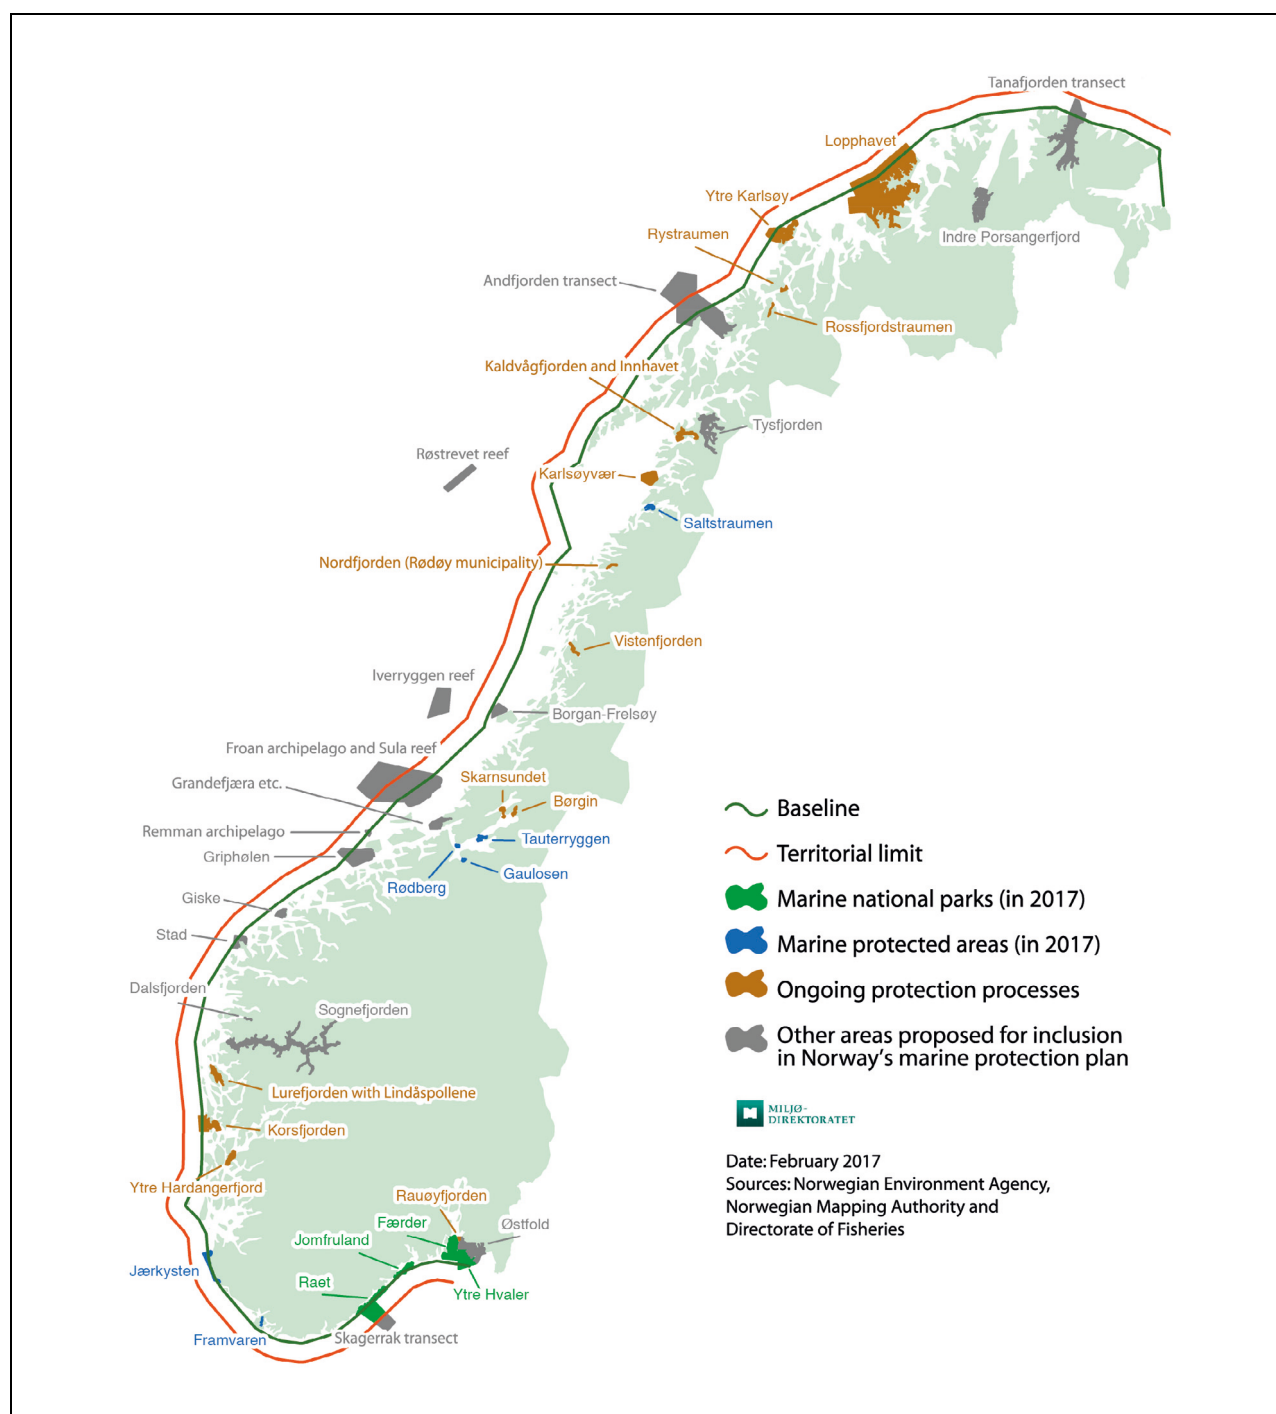 Tanafjorden transect
Lopphavet
Ytre Karlsøy
Rystraumen
Indre Porsangerfjord
Andfjorden transect
Rossfjordstraumen
Kaldvågfjorden and Innhavet
Tysfjorden
Røstrevet reef
Karlsøyvær
Saltstraumen
Nordfjorden (Rødøy municipality)
Vistenfjorden
Iverryggen reef
Borgan-Frelsøy
Froan archipelago and Sula reef
Skarnsundet
Grandefjæra etc.
Børgin
Remman archipelago
Tauterryggen
Griphølen
Gaulosen
Rødberg
Giske
Stad
Dalsfjorden
Sognefjorden
Lurefjorden with Lindåspollene
Korsfjorden
Ytre Hardangerfjord
Rauøyfjorden
Færder
Østfold
Jomfruland
Jærkysten
Raet
Ytre Hvaler
Framvaren
Skagerrak transect
Baseline
Territorial limit
Marine national parks (in 2017)
Marine protected areas (in 2017)
Ongoing protection processes
Other areas proposed for inclusion
in Norway's marine protection plan
MILJØ-
DIREKTORATET
Date: February 2017
Sources: Norwegian Environment Agency,
Norwegian Mapping Authority and
Directorate of Fisheries